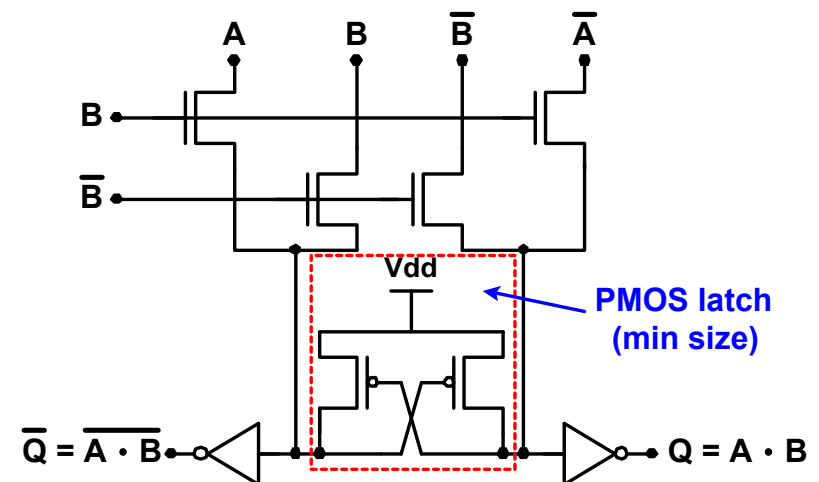 A B B̅ A̅
B
B̅
Vdd
PMOS latch
(min size)
Q̅ = A̅ ̅·̅ ̅B̅
Q = A · B